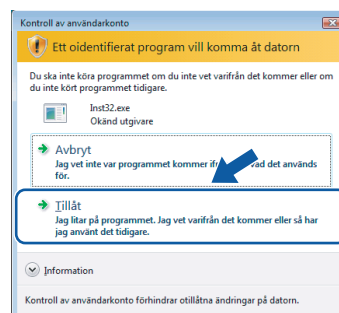 Kontroll av användarkonto
Ett oidentifierat program vill komma åt datorn
Du ska inte köra programmet om du inte vet varifrån det kommer eller om
du inte kört programmet tidigare.
Inst32.exe
Okänd utgivare
Avbryt
Jag vet inte var programmet kommer ifr vad det används
för.
Tillåt
Jag litar på programmet. Jag vet varifrån det kommer eller så har
jag använt det tidigare.
Information
Kontroll av användarkonto förhindrar otillåtna ändringar på datorn.